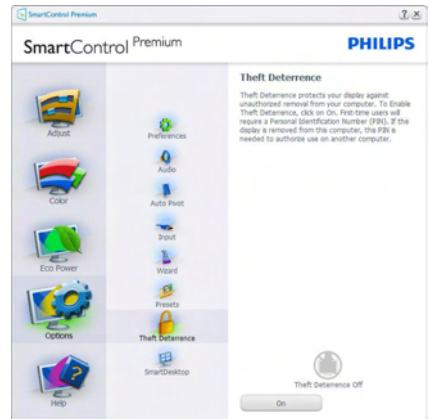 SmartControl Premium
SmartControl Premium
PHILIPS
Adjust
Color
Eco Power
Options
Help
Preferences
Audio
Auto Pivot
Input
Wizard
Presets
Theft Deterrence
SmartDesktop
Theft Deterrence
Theft Deterrence protects your display against
unauthorized removal from your computer. To Enable
Theft Deterrence, click on On. First-time users will
require a Personal Identification Number (PIN). If the
display is removed from this computer, this PIN is
needed to authorize use on another computer.
Theft Deterrence Off
On